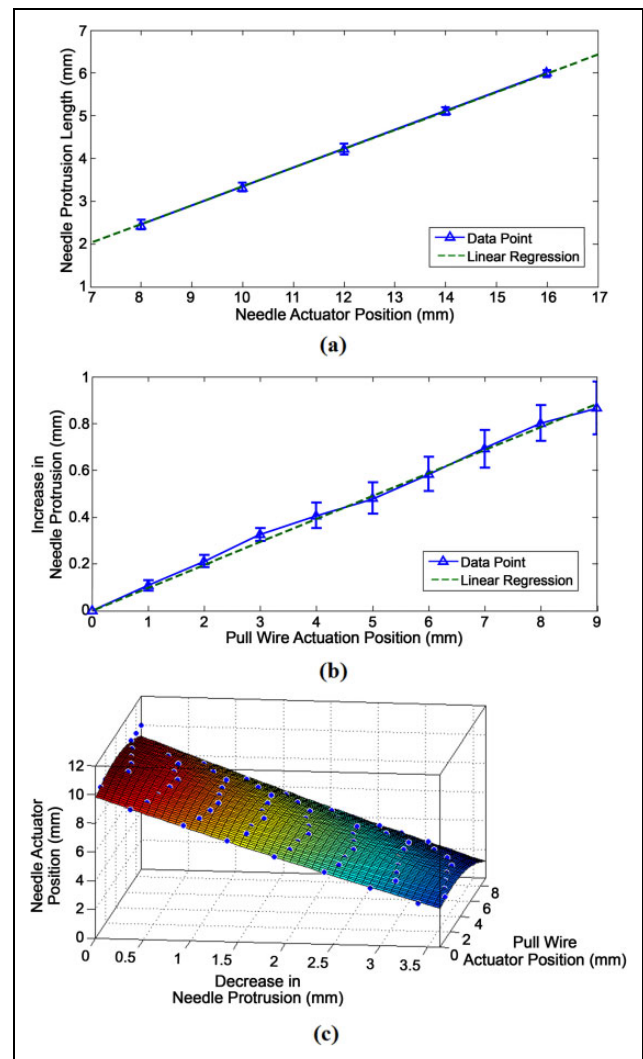 7
6
5
4
3
2
1
Needle Protrusion Length (mm)
Data Point
Linear Regression
7 8 9 10 11 12 13 14 15 16 17
Needle Actuator Position (mm)
(a)
1
0.8
0.6
0.4
0.2
0
Increase in
Needle Protrusion (mm)
Data Point
Linear Regression
0 1 2 3 4 5 6 7 8 9
Pull Wire Actuation Position (mm)
(b)
12
10
8
6
4
2
0
Needle Actuator
Position (mm)
0 0.5 1 1.5 2 2.5 3 3.5
Decrease in
Needle Protrusion (mm)
8
6
4
2
0
Pull Wire
Actuator Position (mm)
(c)